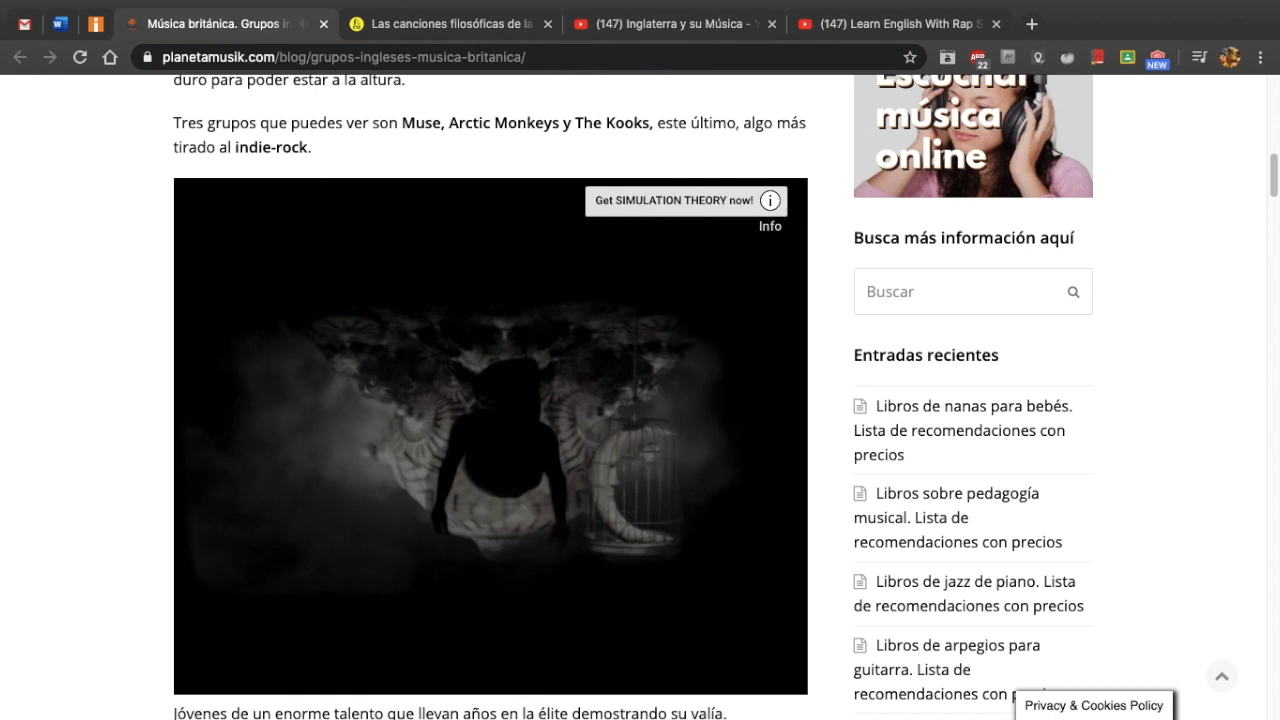 Música británica. Grupos in
Las canciones filosóficas de la
(147) Inglaterra y su Música - Y
(147) Learn English With Rap S
planetamusik.com/blog/grupos-ingleses-musica-britanica/
22
NEW
duro para poder estar a la altura.
Tres grupos que puedes ver son Muse, Arctic Monkeys y The Kooks, este último, algo más
tirado al indie-rock.
Get SIMULATION THEORY now!
Info
Jóvenes de un enorme talento que llevan años en la élite demostrando su valía.
Escuchar
música
online
Busca más información aquí
Buscar
Entradas recientes
Libros de nanas para bebés.
Lista de recomendaciones con
precios
Libros sobre pedagogía
musical. Lista de
recomendaciones con precios
Libros de jazz de piano. Lista
de recomendaciones con precios
Libros de arpegios para
guitarra. Lista de
recomendaciones con
Privacy & Cookies Policy